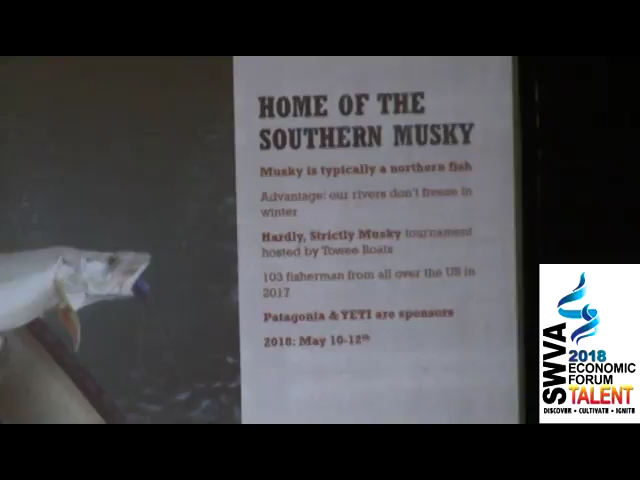 HOME OF THE
SOUTHERN MUSKY
Musky is typically a northern fish
Advantage: our rivers don't freeze in
winter
Hardly, Strictly Musky tournament
hosted by Towee Boats
103 fisherman from all over the US in
2017
Patagonia & YETI are sponsors
2018: May 10-12th
SWVA
2018
ECONOMIC
FORUM
TALENT
DISCOVER • CULTIVATE • IGNITE